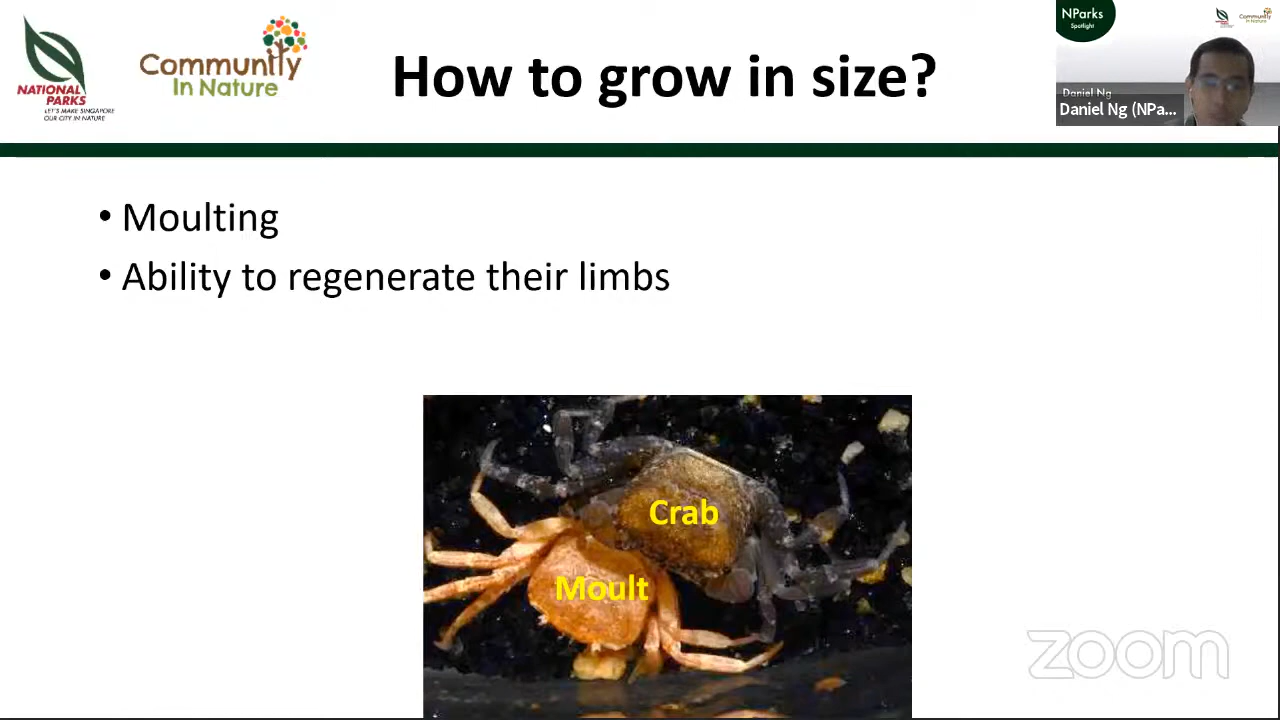 NATIONAL
PARKS
LET'S MAKE SINGAPORE
OUR CITY IN NATURE
Community
In Nature
How to grow in size?
NParks
Spotlight
Daniel Ng
Daniel Ng (NPa...
• Moulting
• Ability to regenerate their limbs
Crab
Moult
zoom